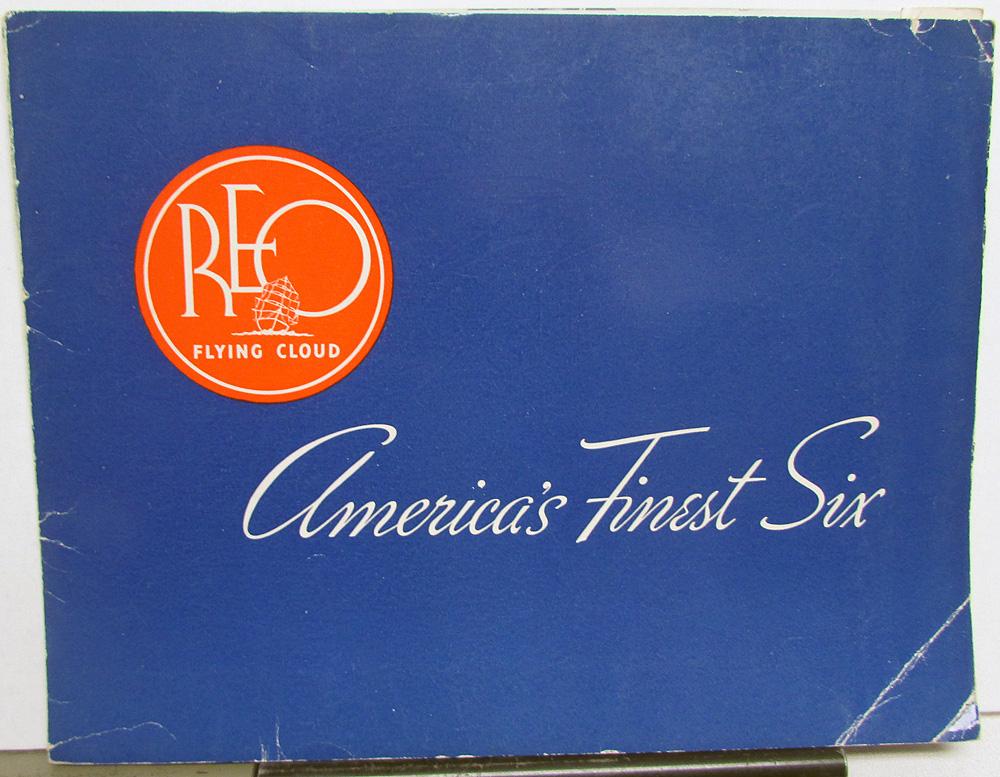 REO
FLYING CLOUD
America's Finest Six